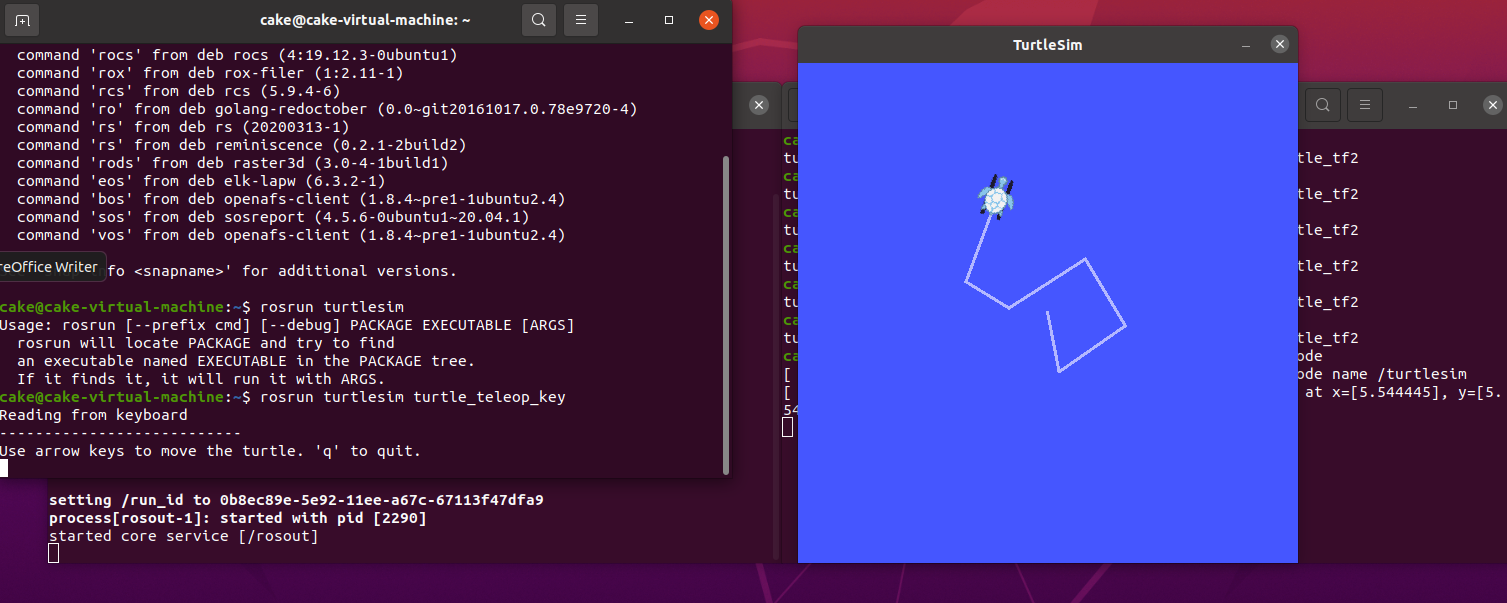 cake@cake-virtual-machine: ~
command 'rocs' from deb rocs (4:19.12.3-0ubuntu1)
command 'rox' from deb rox-filer (1:2.11-1)
command 'rcs' from deb rcs (5.9.4-6)
command 'ro' from deb golang-redoctober (0.0~git20161017.0.78e9720-4)
command 'rs' from deb rs (20200313-1)
command 'rs' from deb reminiscence (0.2.1-2build2)
command 'rods' from deb raster3d (3.0-4-1build1)
command 'eos' from deb elk-lapw (6.3.2-1)
command 'bos' from deb openafs-client (1.8.4~pre1-1ubuntu2.4)
command 'sos' from deb sosreport (4.5.6-0ubuntu1~20.04.1)
command 'vos' from deb openafs-client (1.8.4~pre1-1ubuntu2.4)
reOffice Writer
nfo <snapname>' for additional versions.
cake@cake-virtual-machine:~$ rosrun turtlesim
Usage: rosrun [--prefix cmd] [--debug] PACKAGE EXECUTABLE [ARGS]
rosrun will locate PACKAGE and try to find
an executable named EXECUTABLE in the PACKAGE tree.
If it finds it, it will run it with ARGS.
cake@cake-virtual-machine:~$ rosrun turtlesim turtle_teleop_key
Reading from keyboard
---------------------------
Use arrow keys to move the turtle. 'q' to quit.
setting /run_id to 0b8ec89e-5e92-11ee-a67c-67113f47dfa9
process[rosout-1]: started with pid [2290]
started core service [/rosout]
TurtleSim
ca
tu tle_tf2
ca
tu tle_tf2
ca
tu tle_tf2
ca
tu tle_tf2
ca
tu tle_tf2
ca
tu tle_tf2
ca ode
[ ode name /turtlesim
[ at x=[5.544445], y=[5.
54